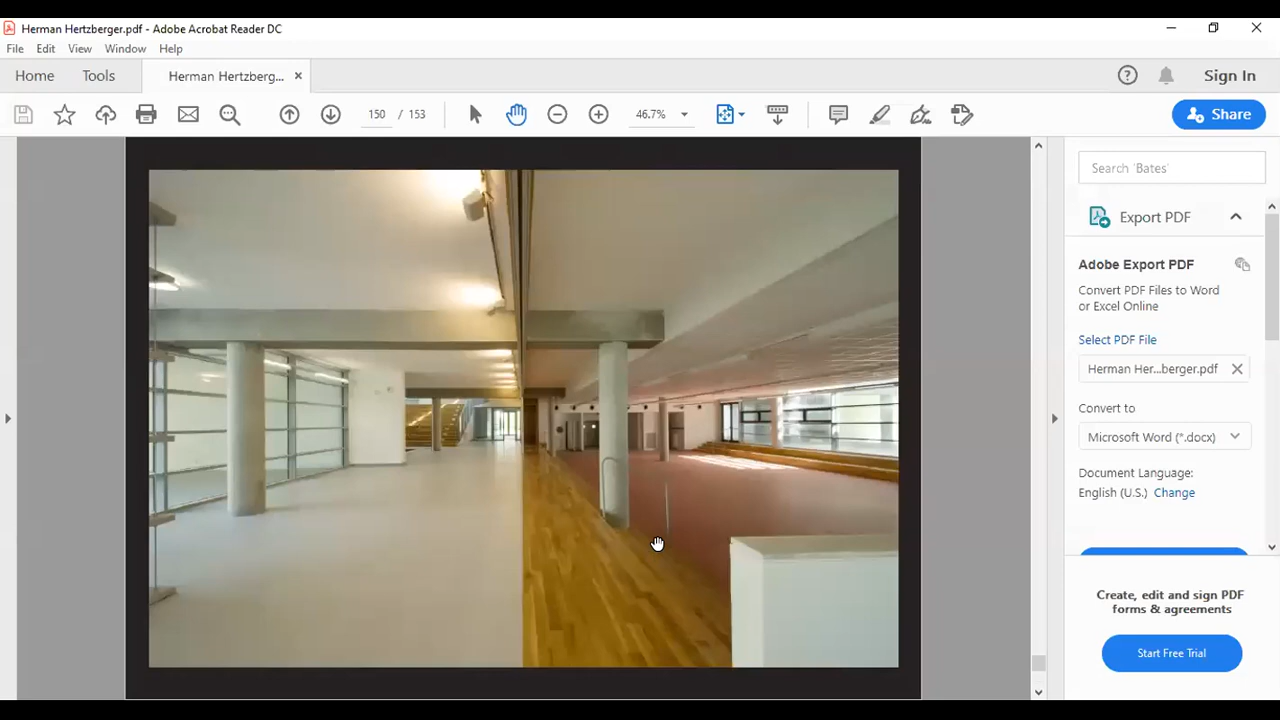 Herman Hertzberger.pdf - Adobe Acrobat Reader DC
File Edit View Window Help
Home Tools Herman Hertzberg... × Sign In
150 / 153 46.7% Share
Search 'Bates'
Export PDF
Adobe Export PDF
Convert PDF Files to Word
or Excel Online
Select PDF File
Herman Her...berger.pdf
Convert to
Microsoft Word (*.docx)
Document Language:
English (U.S.) Change
Create, edit and sign PDF
forms & agreements
Start Free Trial